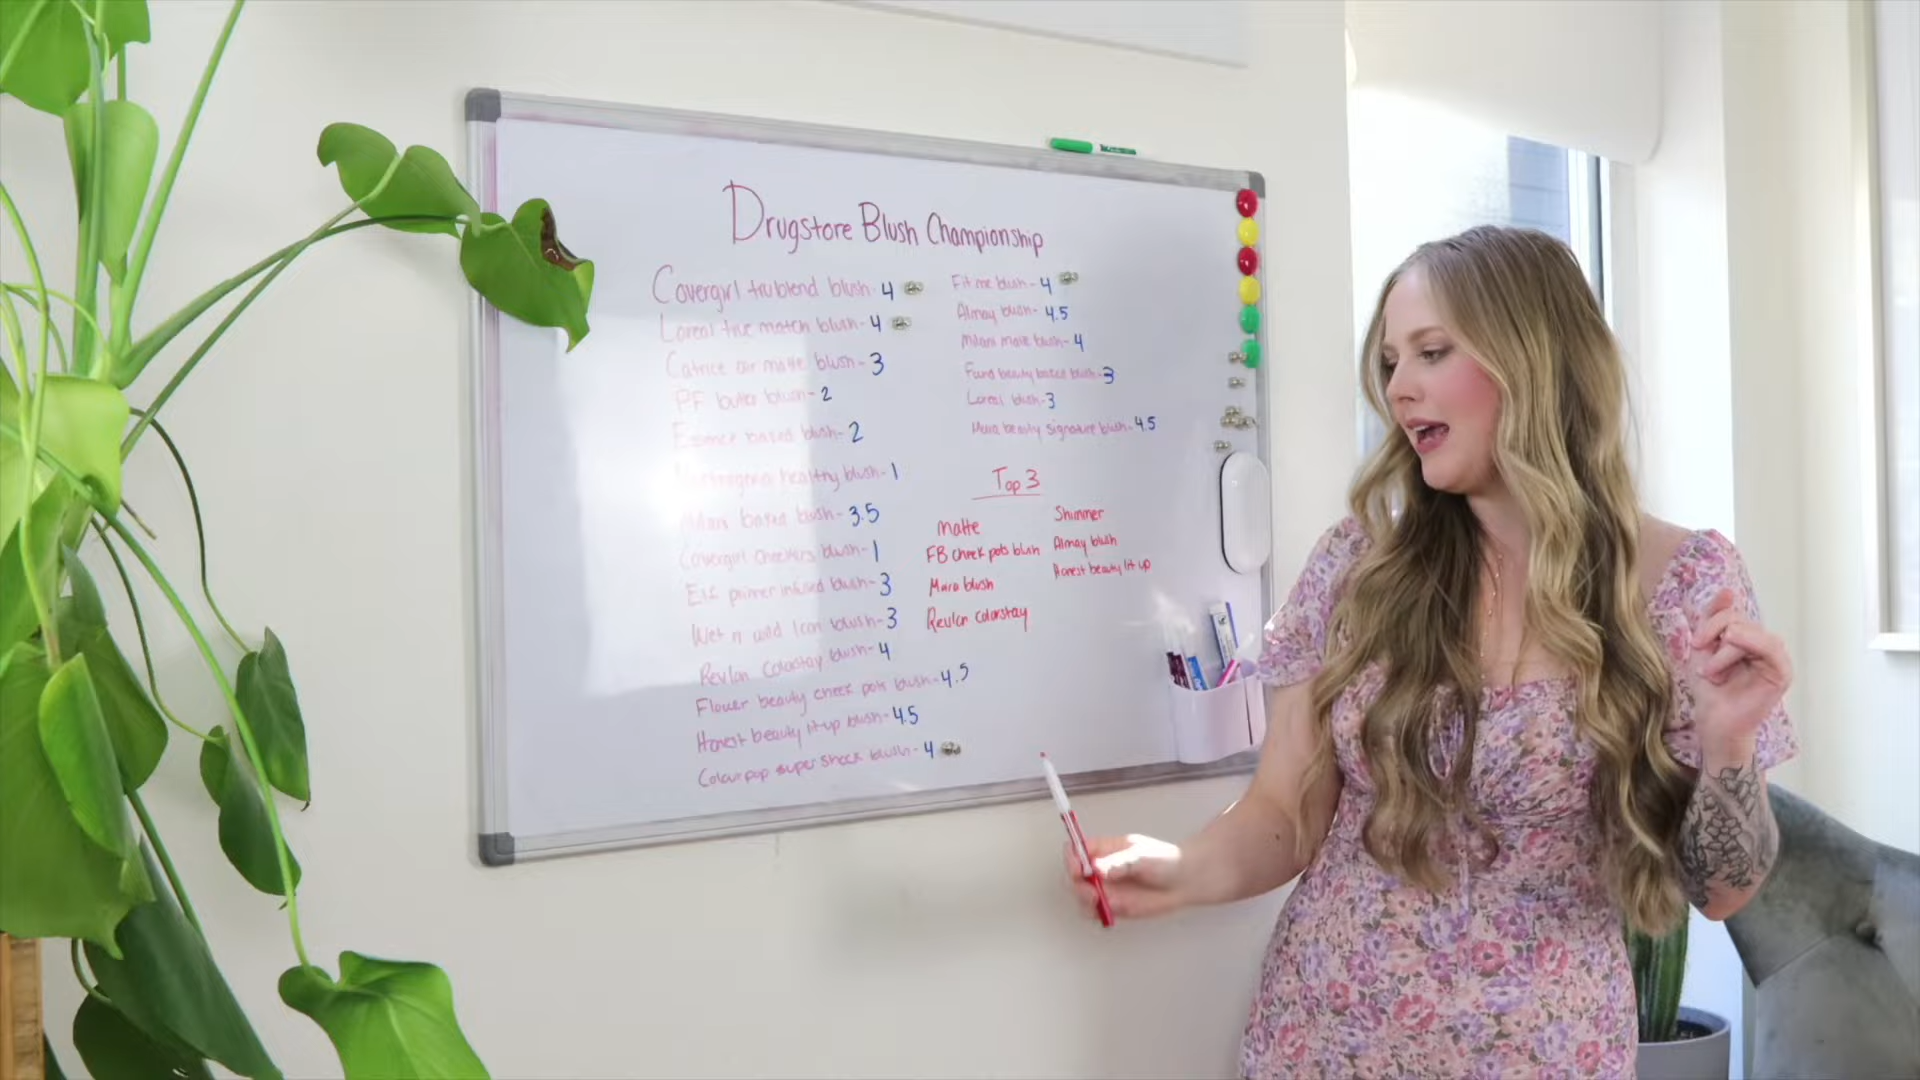 Drugstore Blush Championship
Covergirl trublend blush - 4
Loreal true match blush - 4
Catrice air matte blush - 3
PF butter blush - 2
Essence baked blush - 2
Neutrogena healthy blush - 1
Milani baked blush - 3.5
Covergirl cheekers blush - 1
E.l.f primer infused blush - 3
Wet n wild Icon blush - 3
Revlon Colorstay blush - 4
Flower beauty cheek pots blush - 4.5
Honest beauty lit up blush - 4.5
Colourpop super shock blush - 4
Fit me blush - 4
Almay blush - 4.5
Milani matte blush - 4
beauty baked blush - 3
Loreal blush - 3
beauty signature blush - 4.5
Top 3
Matte
FB cheek pots blush
blush
Revlon colorstay
Shimmer
Almay blush
Honest beauty lit up